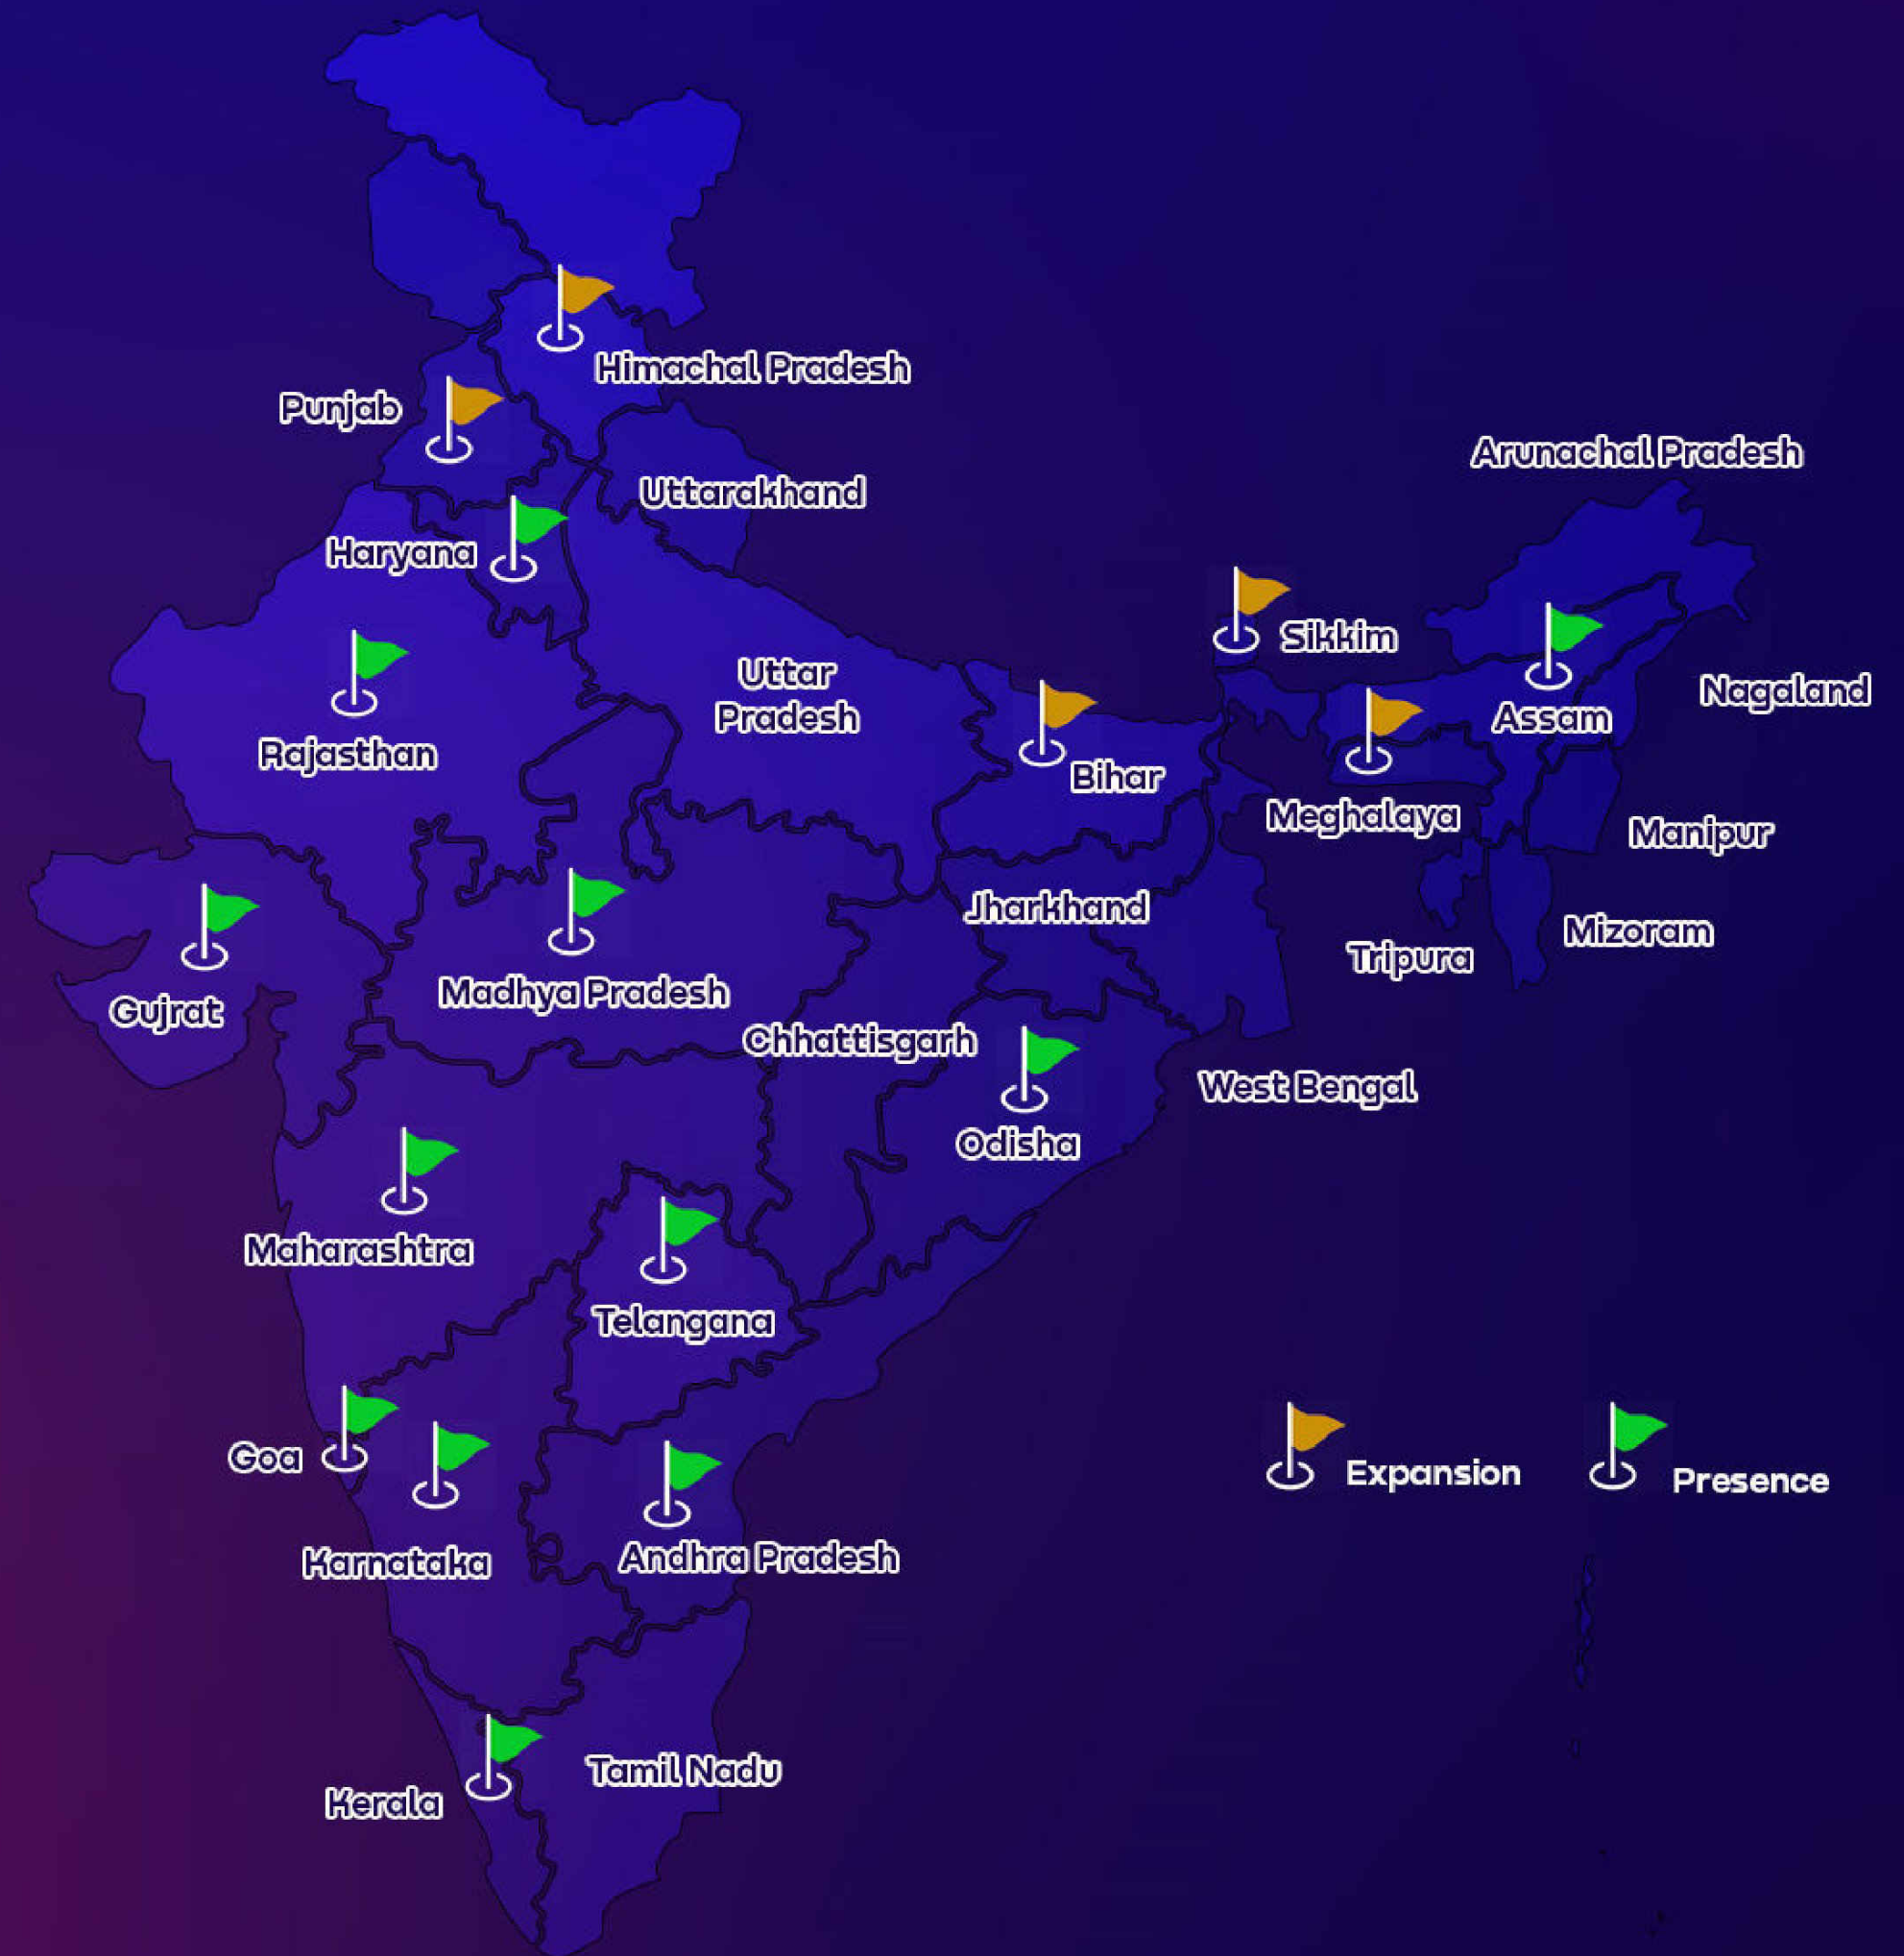 Himachal Pradesh
Punjab
Arunachal Pradesh
Uttarakhand
Haryana
Sikkim
Uttar
Pradesh
Nagaland
Assam
Rajasthan
Bihar
Meghalaya
Manipur
Jharkhand
Mizoram
Tripura
Madhya Pradesh
Gujrat
Chhattisgarh
West Bengal
Odisha
Maharashtra
Telangana
Goa
Expansion
Presence
Karnataka
Andhra Pradesh
Tamil Nadu
Kerala